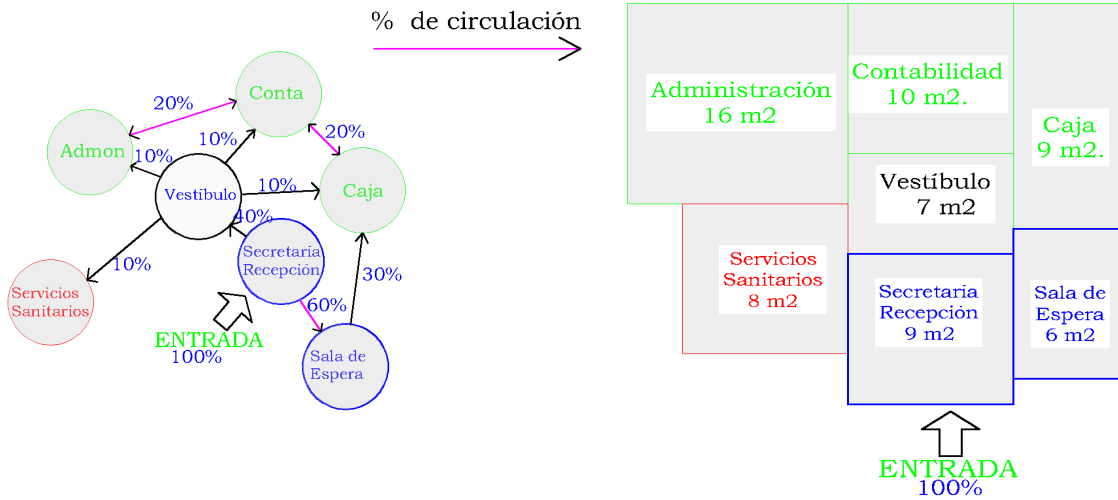 % de circulación
Conta
20%
20%
10%
Admon
10%
Vestíbulo
10%
Caja
40%
Secretaría
Recepción
10%
30%
Servicios
Sanitarios
60%
ENTRADA
100%
Sala de
Espera
Administración
16 m2
Contabilidad
10 m2.
Caja
9 m2.
Vestíbulo
7 m2
Servicios
Sanitarios
8 m2
Secretaría
Recepción
9 m2
Sala de
Espera
6 m2
ENTRADA
100%